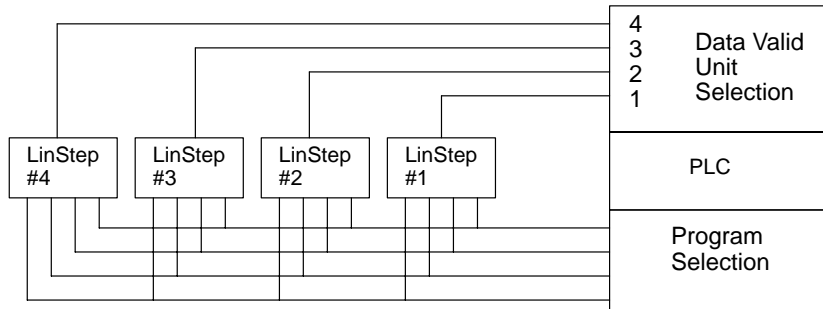 4
3
2
1
Data Valid
Unit
Selection
LinStep
#4
LinStep
#3
LinStep
#2
LinStep
#1
PLC
Program
Selection